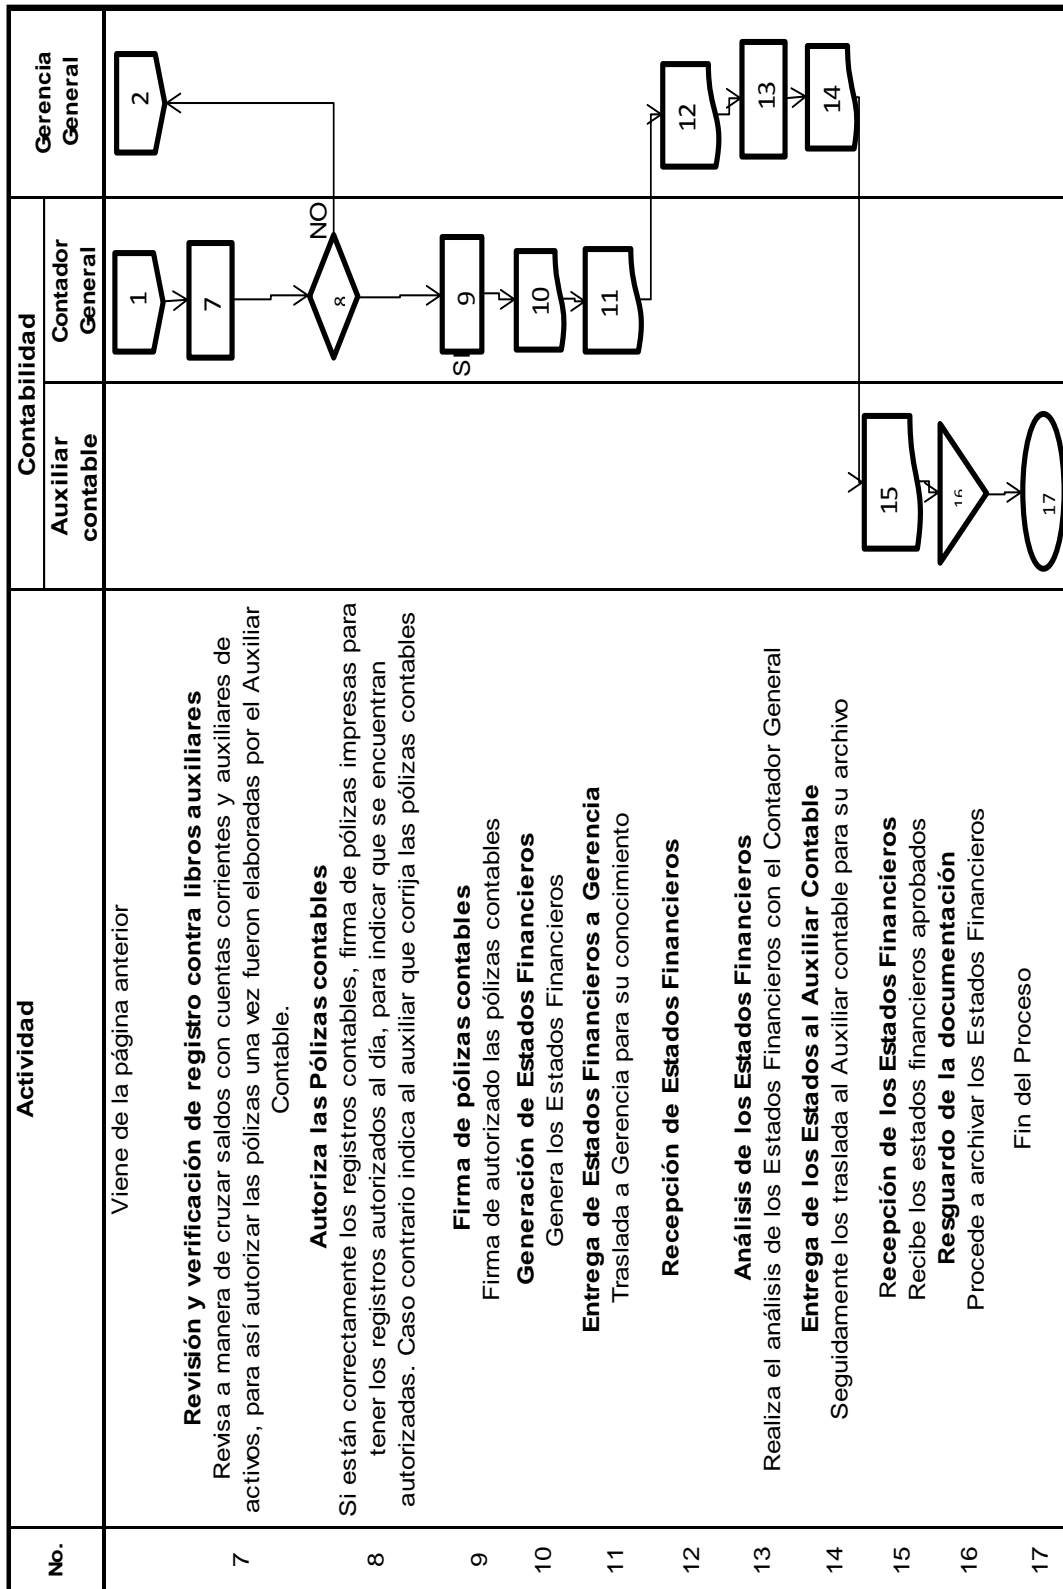 No.
Actividad
Contabilidad
Auxiliar
contable
Contador
General
Gerencia
General
Viene de la página anterior
1
2
7
Revisión y verificación de registro contra libros auxiliares
Revisa a manera de cruzar saldos con cuentas corrientes y auxiliares de
activos, para así autorizar las pólizas una vez fueron elaboradas por el Auxiliar
Contable.
7
8
Autoriza las Pólizas contables
Si están correctamente los registros contables, firma de pólizas impresas para
tener los registros autorizados al día, para indicar que se encuentran
autorizadas. Caso contrario indica al auxiliar que corrija las pólizas contables
8
NO
9
Firma de pólizas contables
Firma de autorizado las pólizas contables
SI
9
10
Generación de Estados Financieros
Genera los Estados Financieros
10
11
Entrega de Estados Financieros a Gerencia
Traslada a Gerencia para su conocimiento
11
12
Recepción de Estados Financieros
12
13
Análisis de los Estados Financieros
Realiza el análisis de los Estados Financieros con el Contador General
13
14
Entrega de los Estados al Auxiliar Contable
Seguidamente los traslada al Auxiliar contable para su archivo
14
15
Recepción de los Estados Financieros
Recibe los estados financieros aprobados
15
16
Resguardo de la documentación
Procede a archivar los Estados Financieros
16
17
Fin del Proceso
17